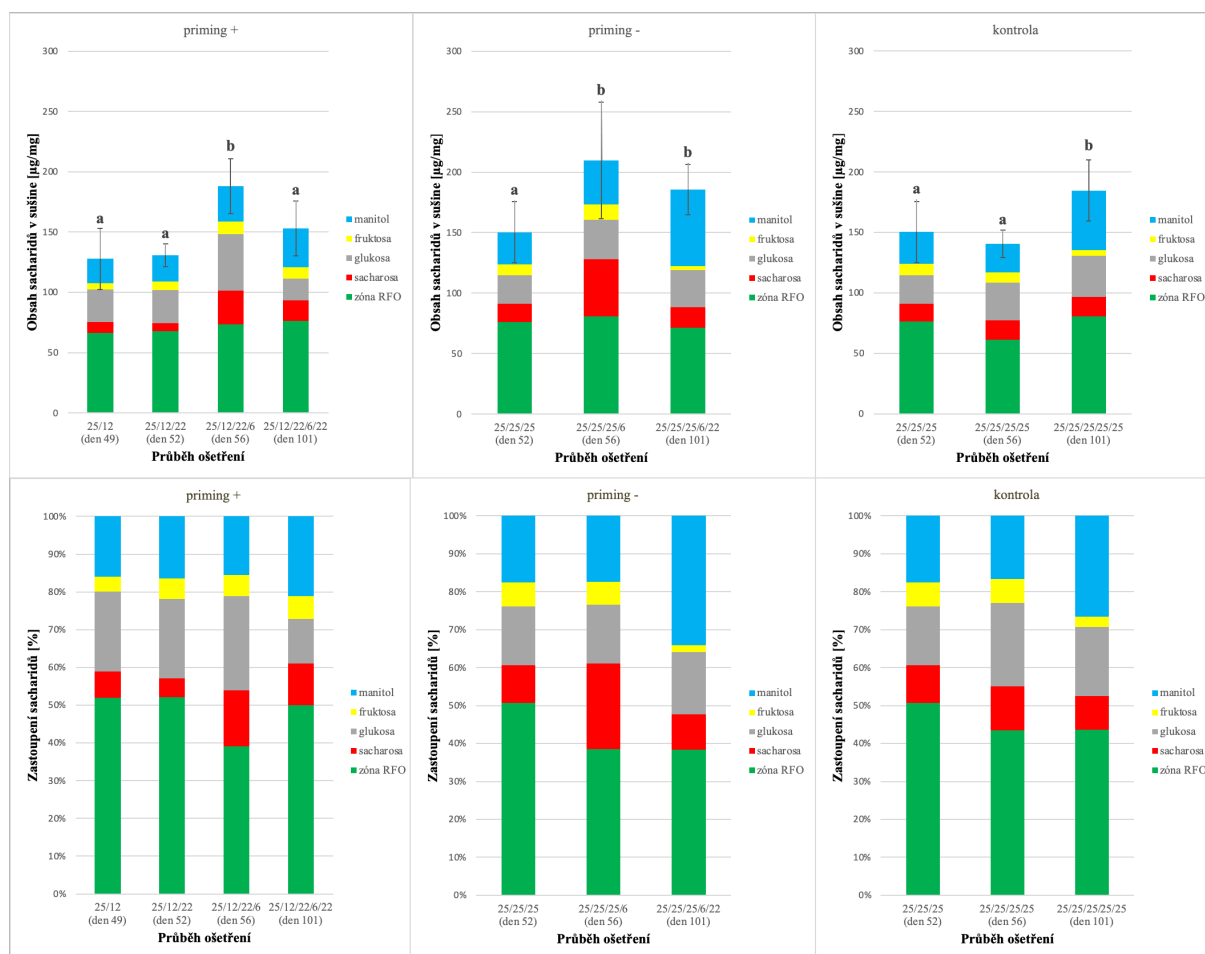 priming +
Obsah sacharidů v sušine [µg/mg]
300
250
200
150
100
50
0
a
a
b
a
manitol
fruktosa
glukosa
sacharosa
zóna RFO
25/12
(den 49)
25/12/22
(den 52)
25/12/22/6
(den 56)
25/12/22/6/22
(den 101)
Průběh ošetření
priming -
Obsah sacharidů v sušine [µg/mg]
300
250
200
150
100
50
0
a
b
b
manitol
fruktosa
glukosa
sacharosa
zóna RFO
25/25/25
(den 52)
25/25/25/6
(den 56)
25/25/25/6/22
(den 101)
Průběh ošetření
kontrola
Obsah sacharidů v sušine [µg/mg]
300
250
200
150
100
50
0
a
a
b
manitol
fruktosa
glukosa
sacharosa
zóna RFO
25/25/25
(den 52)
25/25/25/25
(den 56)
25/25/25/25/25
(den 101)
Průběh ošetření
priming +
Zastoupení sacharidů [%]
100%
90%
80%
70%
60%
50%
40%
30%
20%
10%
0%
manitol
fruktosa
glukosa
sacharosa
zóna RFO
25/12
(den 49)
25/12/22
(den 52)
25/12/22/6
(den 56)
25/12/22/6/22
(den 101)
Průběh ošetření
priming -
Zastoupení sacharidů [%]
100%
90%
80%
70%
60%
50%
40%
30%
20%
10%
0%
manitol
fruktosa
glukosa
sacharosa
zóna RFO
25/25/25
(den 52)
25/25/25/6
(den 56)
25/25/25/6/22
(den 101)
Průběh ošetření
kontrola
Zastoupení sacharidů [%]
100%
90%
80%
70%
60%
50%
40%
30%
20%
10%
0%
manitol
fruktosa
glukosa
sacharosa
zóna RFO
25/25/25
(den 52)
25/25/25/25
(den 56)
25/25/25/25/25
(den 101)
Průběh ošetření